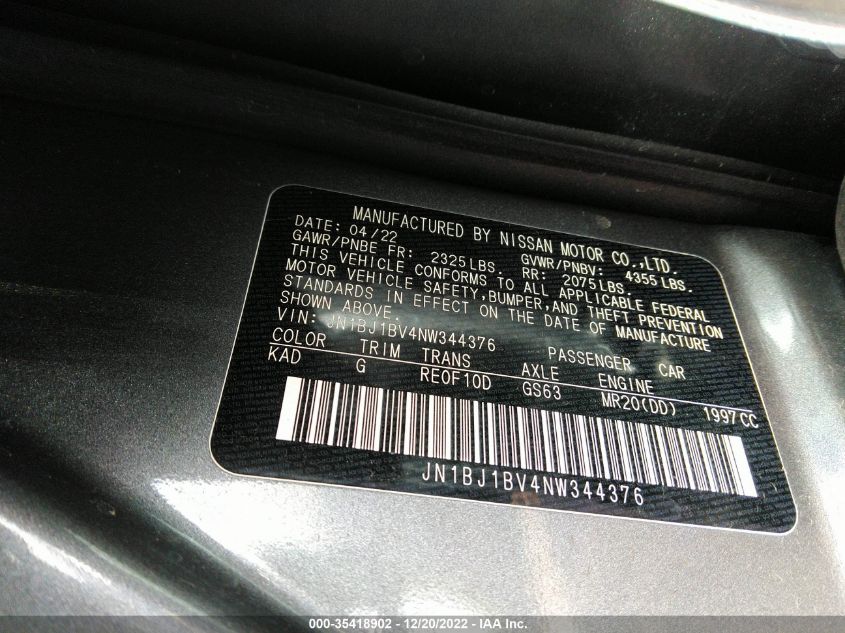 MANUFACTURED BY NISSAN MOTOR CO.,LTD.
DATE: 04/22 GVWR/PNBV: 4355 LBS.
GAWR/PNBE FR: 2325LBS. RR: 2075LBS.
THIS VEHICLE CONFORMS TO ALL APPLICABLE FEDERAL
MOTOR VEHICLE SAFETY,BUMPER,AND THEFT PREVENTION
STANDARDS IN EFFECT ON THE DATE OF MANUFACTURE
SHOWN ABOVE.
VIN: JN1BJ1BV4NW344376 PASSENGER CAR
COLOR TRIM TRANS AXLE ENGINE
KAD G RE0F10D GS63 MR20(DD) 1997CC
JN1BJ1BV4NW344376
000-35418902 - 12/20/2022 - IAA Inc.